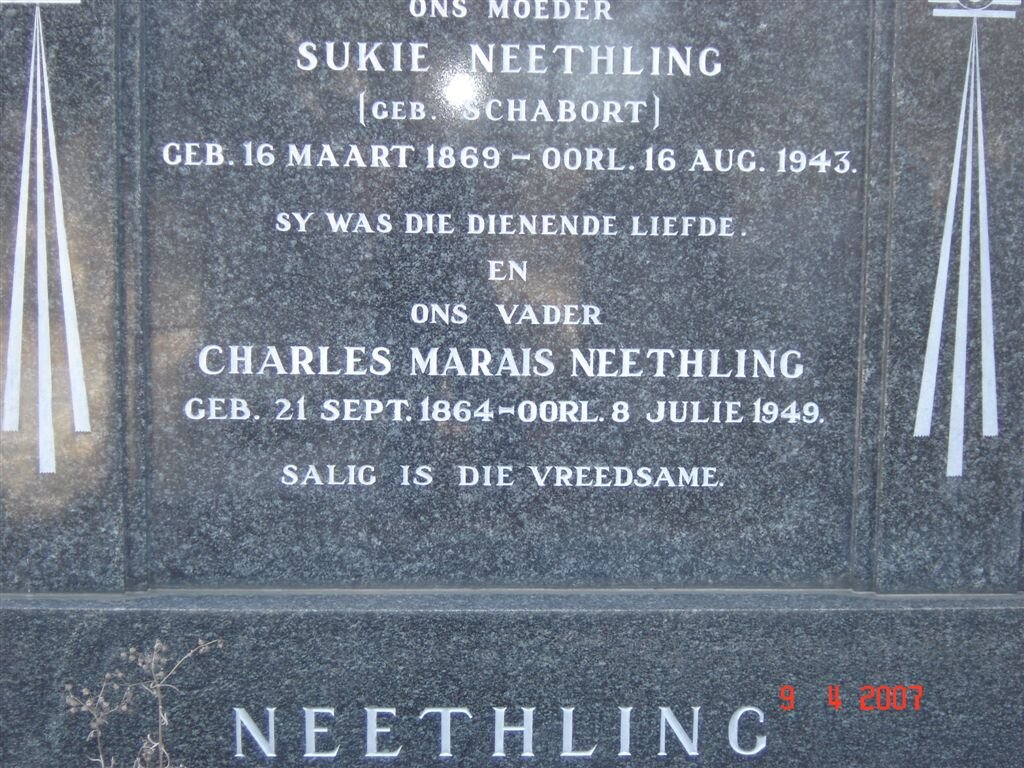 ONS MOEDER
SUKIE NEETHLING
(GEB. SCHABORT)
GEB. 16 MAART 1869 – OORL. 16 AUG. 1943.
SY WAS DIE DIENENDE LIEFDE.
EN
ONS VADER
CHARLES MARAIS NEETHLING
GEB. 21 SEPT. 1864 – OORL. 8 JULIE 1949.
SALIG IS DIE VREEDSAME.
NEETHLING
9 4 2007